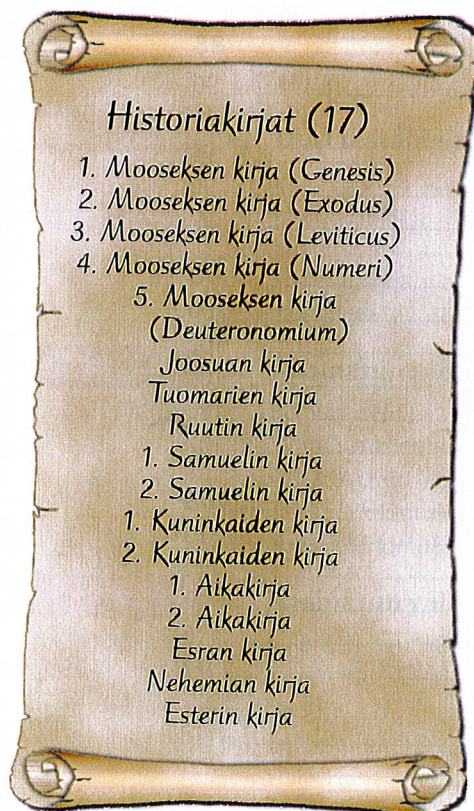 Historiakirjat (17)
1. Mooseksen kirja (Genesis)
2. Mooseksen kirja (Exodus)
3. Mooseksen kirja (Leviticus)
4. Mooseksen kirja (Numeri)
5. Mooseksen kirja
(Deuteronomium)
Joosuan kirja
Tuomarien kirja
Ruutin kirja
1. Samuelin kirja
2. Samuelin kirja
1. Kuninkaiden kirja
2. Kuninkaiden kirja
1. Aikakirja
2. Aikakirja
Esran kirja
Nehemian kirja
Esterin kirja